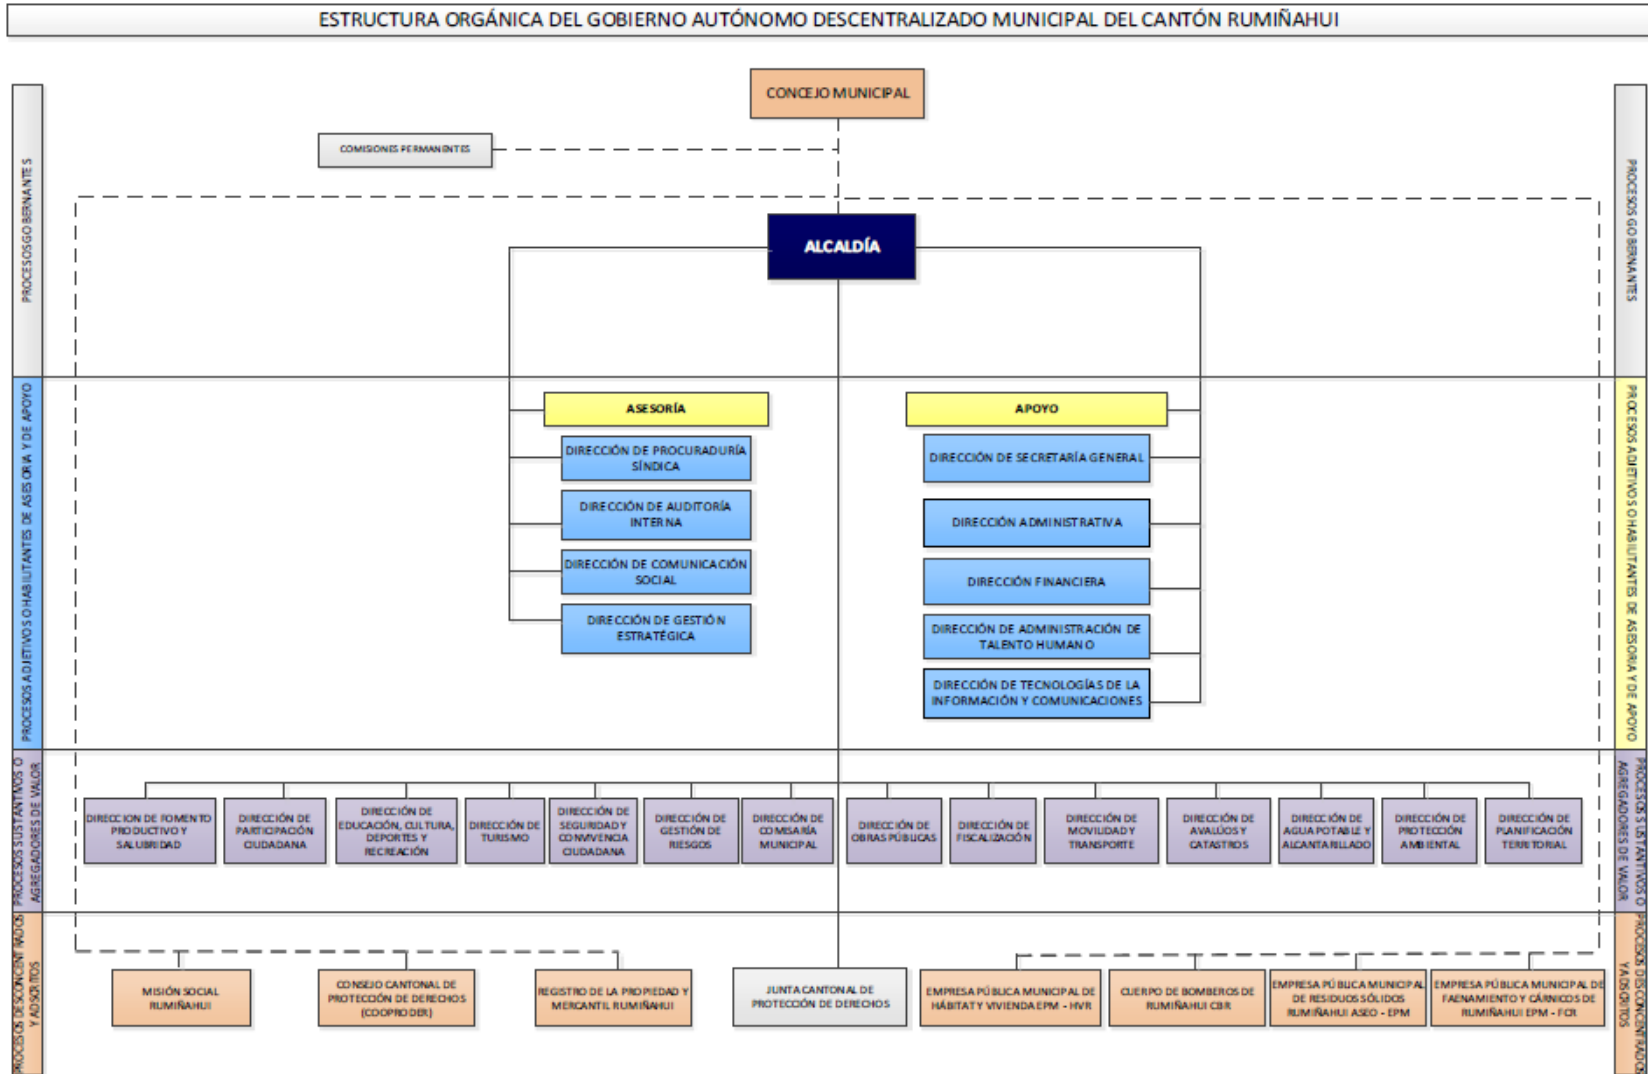 ESTRUCTURA ORGÁNICA DEL GOBIERNO AUTÓNOMO DESCENTRALIZADO MUNICIPAL DEL CANTÓN RUMIÑAHUI
CONCEJO MUNICIPAL
COMISIONES PERMANENTES
PROCESOS GOBERNANTES
PROCESOS GOBERNANTES
ALCALDÍA
PROCESOS ADJETIVOS O HABILITANTES DE ASESORIA Y DE APOYO
PROCESOS ADJETIVOS O HABILITANTES DE ASESORIA Y DE APOYO
ASESORÍA
DIRECCIÓN DE PROCURADURÍA
SÍNDICA
DIRECCIÓN DE AUDITORÍA
INTERNA
DIRECCIÓN DE COMUNICACIÓN
SOCIAL
DIRECCIÓN DE GESTIÓN
ESTRATÉGICA
APOYO
DIRECCIÓN DE SECRETARÍA GENERAL
DIRECCIÓN ADMINISTRATIVA
DIRECCIÓN FINANCIERA
DIRECCIÓN DE ADMINISTRACIÓN DE
TALENTO HUMANO
DIRECCIÓN DE TECNOLOGÍAS DE LA
INFORMACIÓN Y COMUNICACIONES
PROCESOS SUSTANTIVOS O
AGREGADORES DE VALOR
PROCESOS SUSTANTIVOS O
AGREGADORES DE VALOR
DIRECCION DE FOMENTO
PRODUCTIVO Y
SALUBRIDAD
DIRECCIÓN DE
PARTICIPACIÓN
CIUDADANA
DIRECCIÓN DE
EDUCACIÓN, CULTURA,
DEPORTES Y
RECREACIÓN
DIRECCIÓN DE
TURISMO
DIRECCIÓN DE
SEGURIDAD Y
CONVIVENCIA
CIUDADANA
DIRECCIÓN DE
GESTIÓN DE
RIESGOS
DIRECCIÓN DE
COMISARÍA
MUNICIPAL
DIRECCIÓN DE
OBRAS PÚBLICAS
DIRECCIÓN DE
FISCALIZACIÓN
DIRECCIÓN DE
MOVILIDAD Y
TRANSPORTE
DIRECCIÓN DE
AVALÚOS Y
CATASTROS
DIRECCIÓN DE
AGUA POTABLE Y
ALCANTARILLADO
DIRECCIÓN DE
PROTECCIÓN
AMBIENTAL
DIRECCIÓN DE
PLANIFICACIÓN
TERRITORIAL
PROCESOS DESCONCENTRADOS
Y ADSCRITOS
PROCESOS DESCONCENTRADOS
Y ADSCRITOS
MISIÓN SOCIAL
RUMIÑAHUI
CONSEJO CANTONAL DE
PROTECCIÓN DE DERECHOS
(COOPRODER)
REGISTRO DE LA PROPIEDAD Y
MERCANTIL RUMIÑAHUI
JUNTA CANTONAL DE
PROTECCIÓN DE DERECHOS
EMPRESA PÚBLICA MUNICIPAL DE
HÁBITAT Y VIVIENDA EPM - HVR
CUERPO DE BOMBEROS DE
RUMIÑAHUI CBR
EMPRESA PÚBLICA MUNICIPAL
DE RESIDUOS SÓLIDOS
RUMIÑAHUI ASEO - EPM
EMPRESA PÚBLICA MUNICIPAL DE
FAENAMIENTO Y CÁRNICOS DE
RUMIÑAHUI EPM - FCR